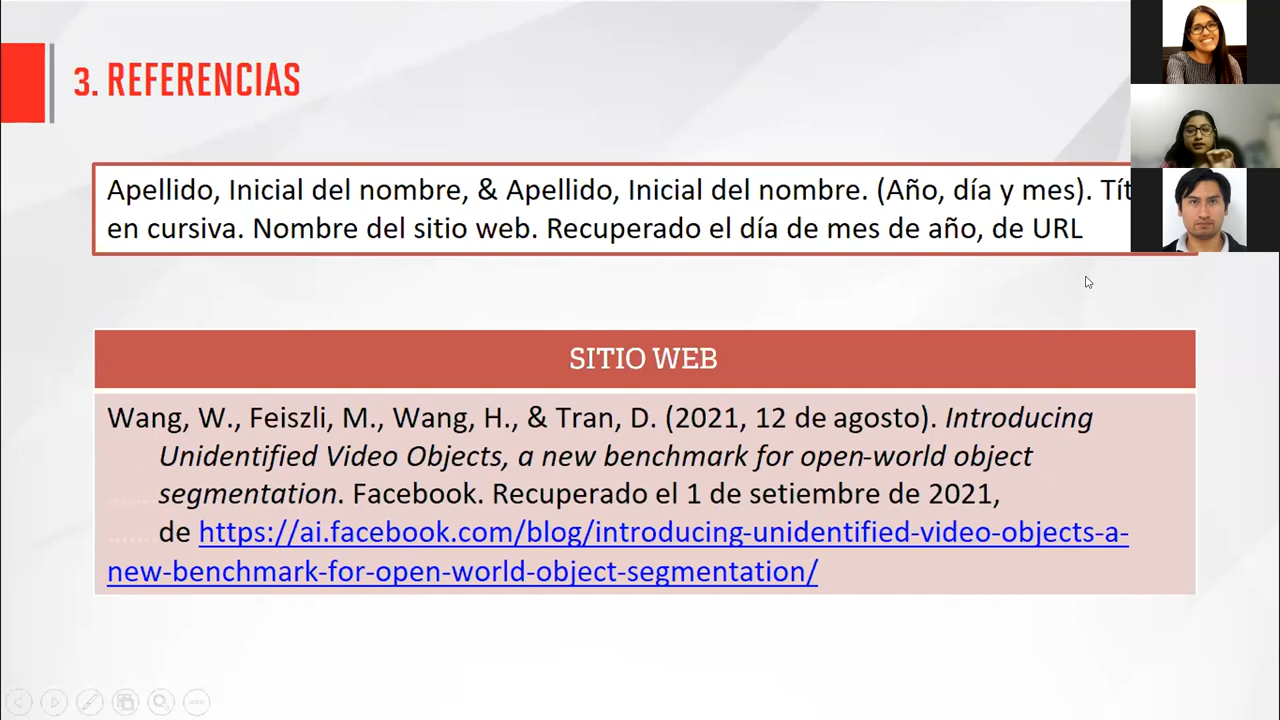 3. REFERENCIAS
Apellido, Inicial del nombre, & Apellido, Inicial del nombre. (Año, día y mes).
en cursiva. Nombre del sitio web. Recuperado el día de mes de año, de URL
SITIO WEB
Wang, W., Feiszli, M., Wang, H., & Tran, D. (2021, 12 de agosto). Introducing
Unidentified Video Objects, a new benchmark for open-world object
segmentation. Facebook. Recuperado el 1 de setiembre de 2021,
de https://ai.facebook.com/blog/introducing-unidentified-video-objects-a-
new-benchmark-for-open-world-object-segmentation/